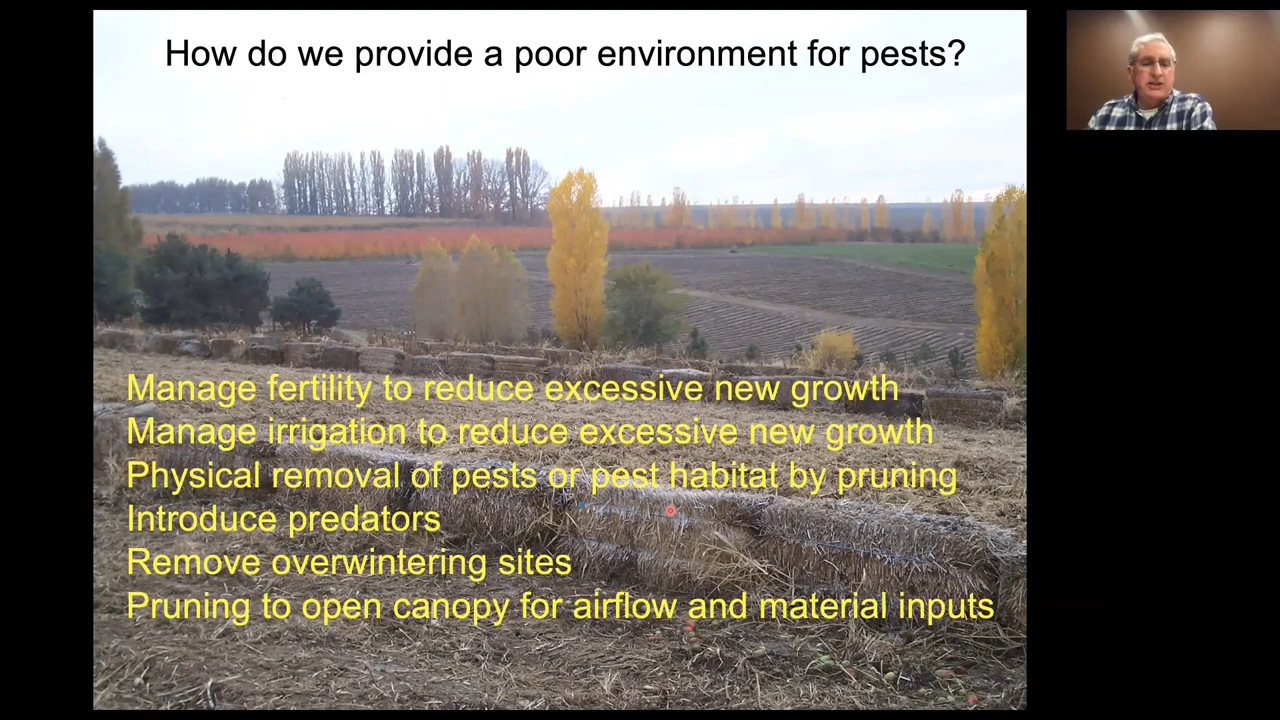 How do we provide a poor environment for pests?
Manage fertility to reduce excessive new growth
Manage irrigation to reduce excessive new growth
Physical removal of pests or pest habitat by pruning
Introduce predators
Remove overwintering sites
Pruning to open canopy for airflow and material inputs